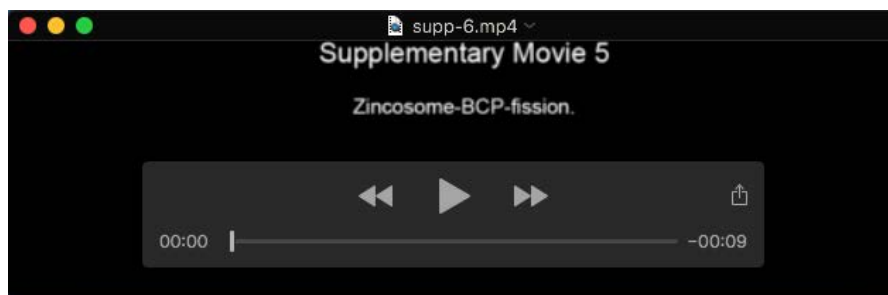 supp-6.mp4
Supplementary Movie 5
Zincosome-BCP-fission.
00:00 -00:09